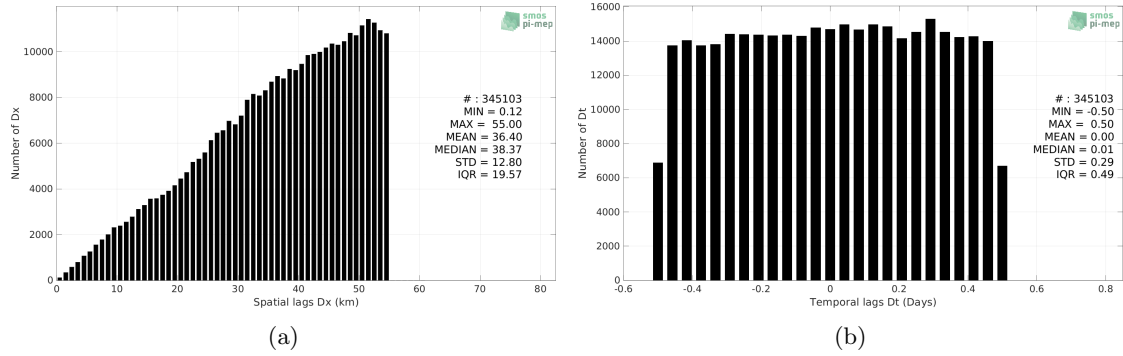 smos
pi-mep
10000
8000
6000
4000
2000
0
Number of Dx
# : 345103
MIN = 0.12
MAX = 55.00
MEAN = 36.40
MEDIAN = 38.37
STD = 12.80
IQR = 19.57
0 10 20 30 40 50 60 70 80
Spatial lags Dx (km)
(a)
smos
pi-mep
16000
14000
12000
10000
8000
6000
4000
2000
0
Number of Dt
# : 345103
MIN = -0.50
MAX = 0.50
MEAN = 0.00
MEDIAN = 0.01
STD = 0.29
IQR = 0.49
-0.6 -0.4 -0.2 0 0.2 0.4 0.6 0.8
Temporal lags Dt (Days)
(b)